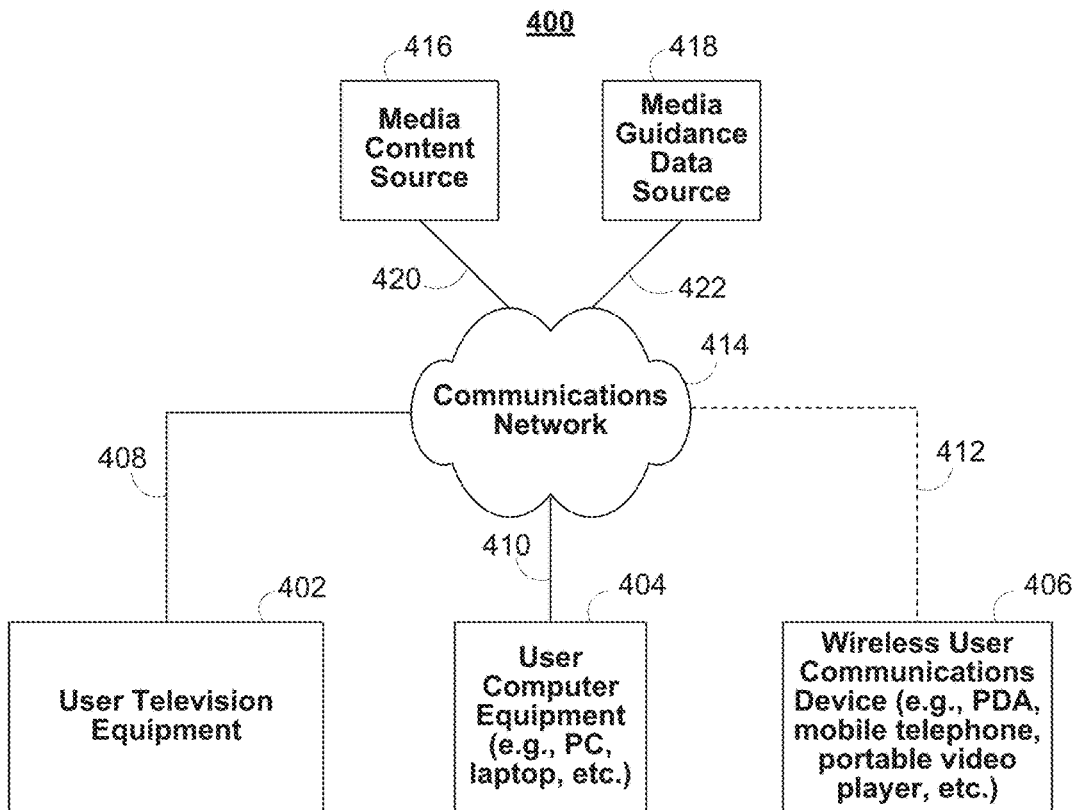 400
416
418
Media
Content
Source
Media
Guidance
Data
Source
420
422
414
Communications
Network
408
412
410
402
404
406
User Television
Equipment
User
Computer
Equipment
(e.g., PC,
laptop, etc.)
Wireless User
Communications
Device (e.g., PDA,
mobile telephone,
portable video
player, etc.)